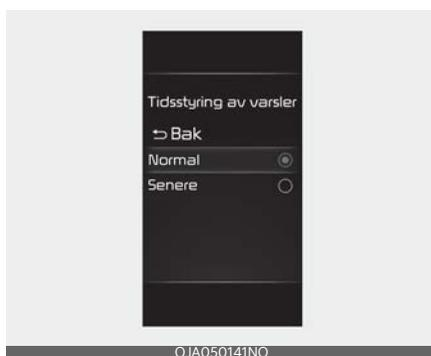 Tidsstyring av varsler
Bak
Normal
Senere
OJA050141NO